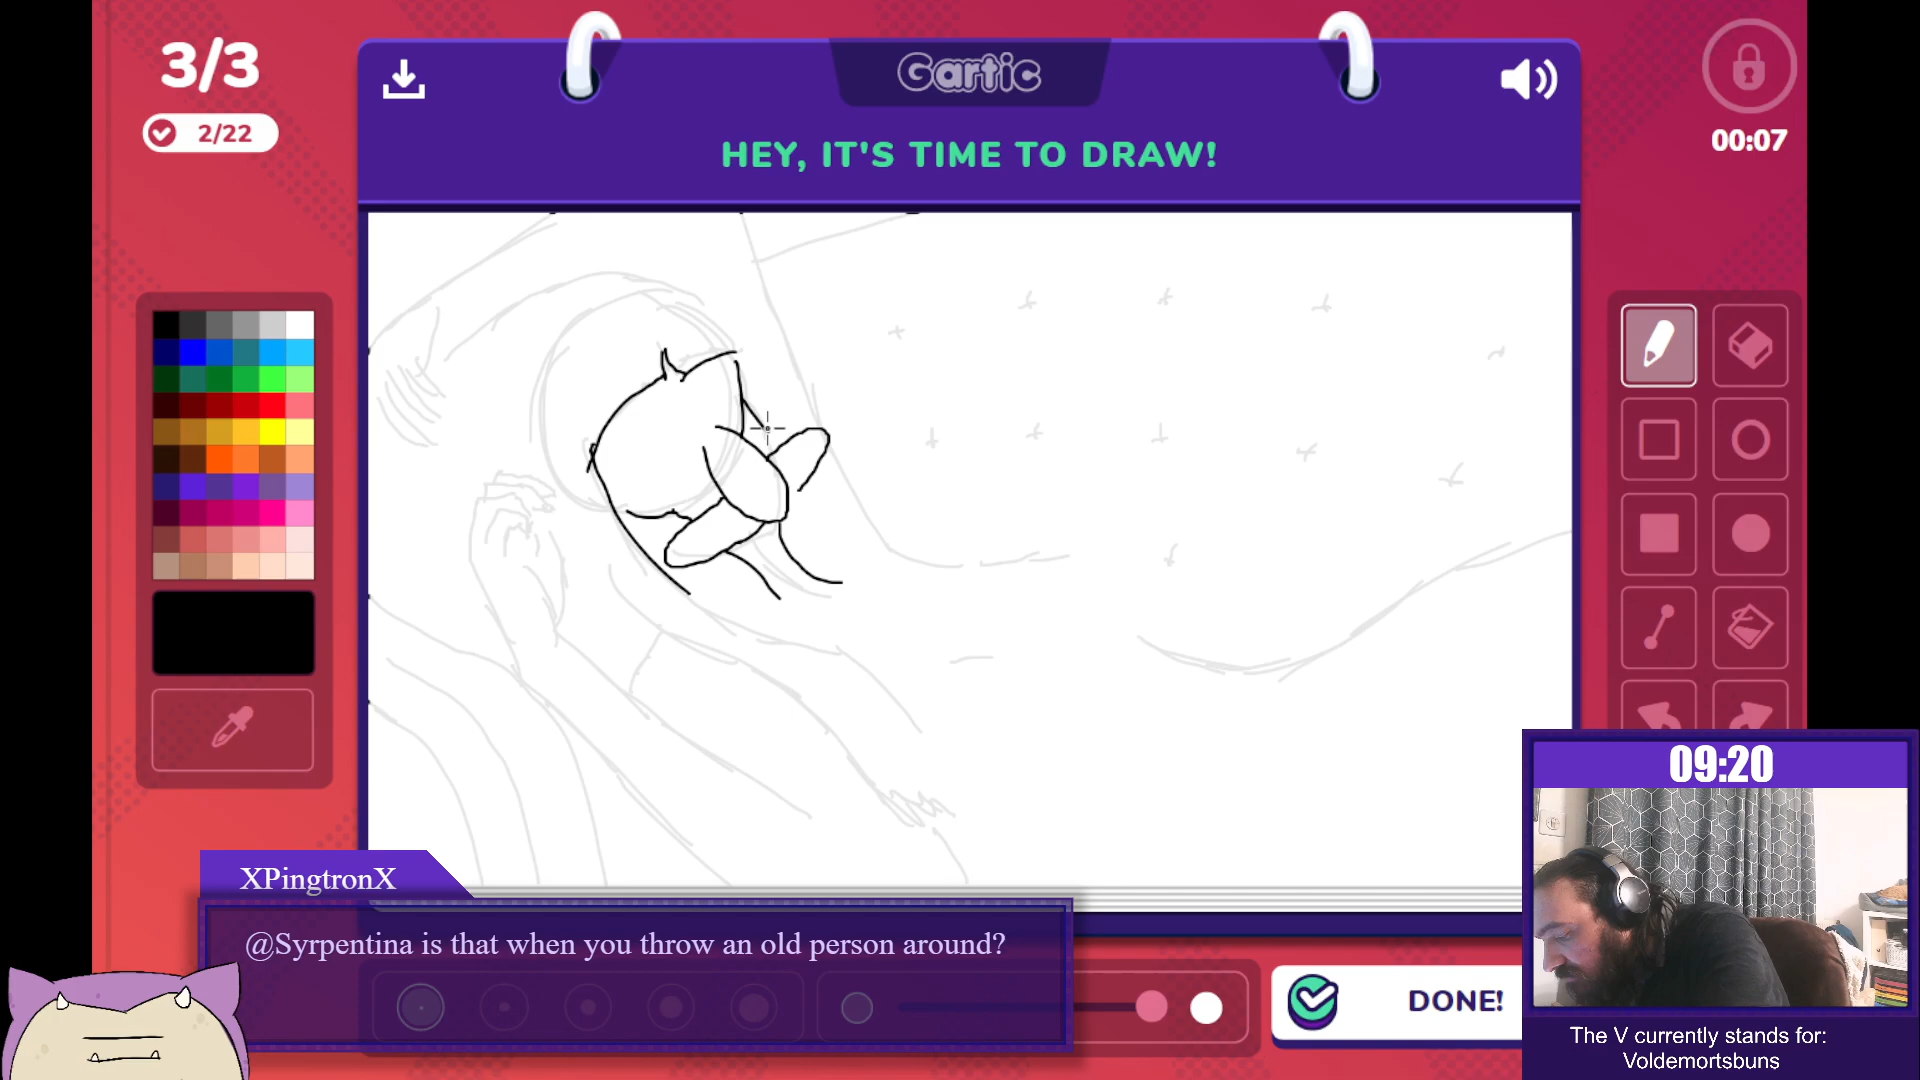 3/3
2/22
Gartic
00:07
HEY, IT'S TIME TO DRAW!
XPingtronX
@Syrpentina is that when you throw an old person around?
DONE!
09:20
The V currently stands for:
Voldemortsbuns